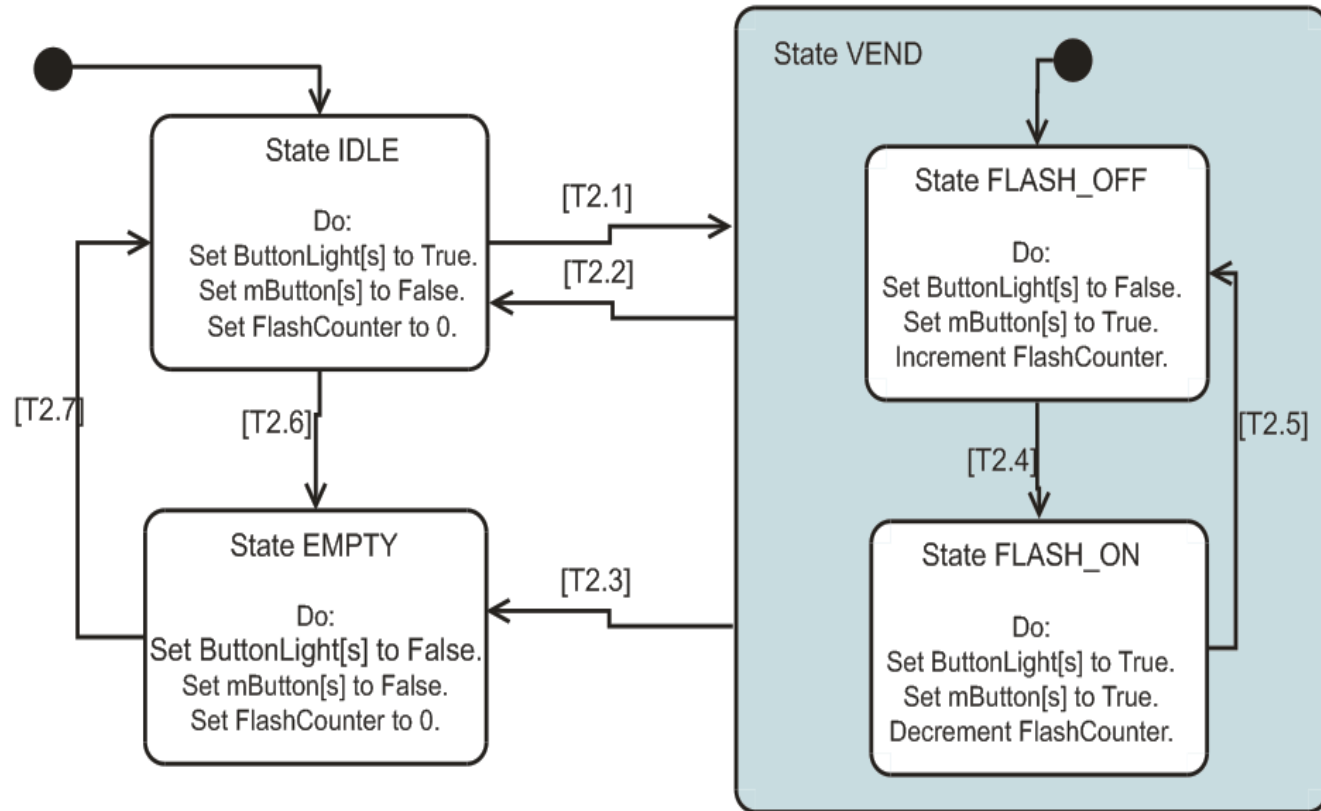 State VEND
State IDLE
Do:
Set ButtonLight[s] to True.
Set mButton[s] to False.
Set FlashCounter to 0.
[T2.1]
[T2.2]
State FLASH_OFF
Do:
Set ButtonLight[s] to False.
Set mButton[s] to True.
Increment FlashCounter.
[T2.7]
[T2.6]
[T2.4]
[T2.5]
State EMPTY
Do:
Set ButtonLight[s] to False.
Set mButton[s] to False.
Set FlashCounter to 0.
[T2.3]
State FLASH_ON
Do:
Set ButtonLight[s] to True.
Set mButton[s] to True.
Decrement FlashCounter.